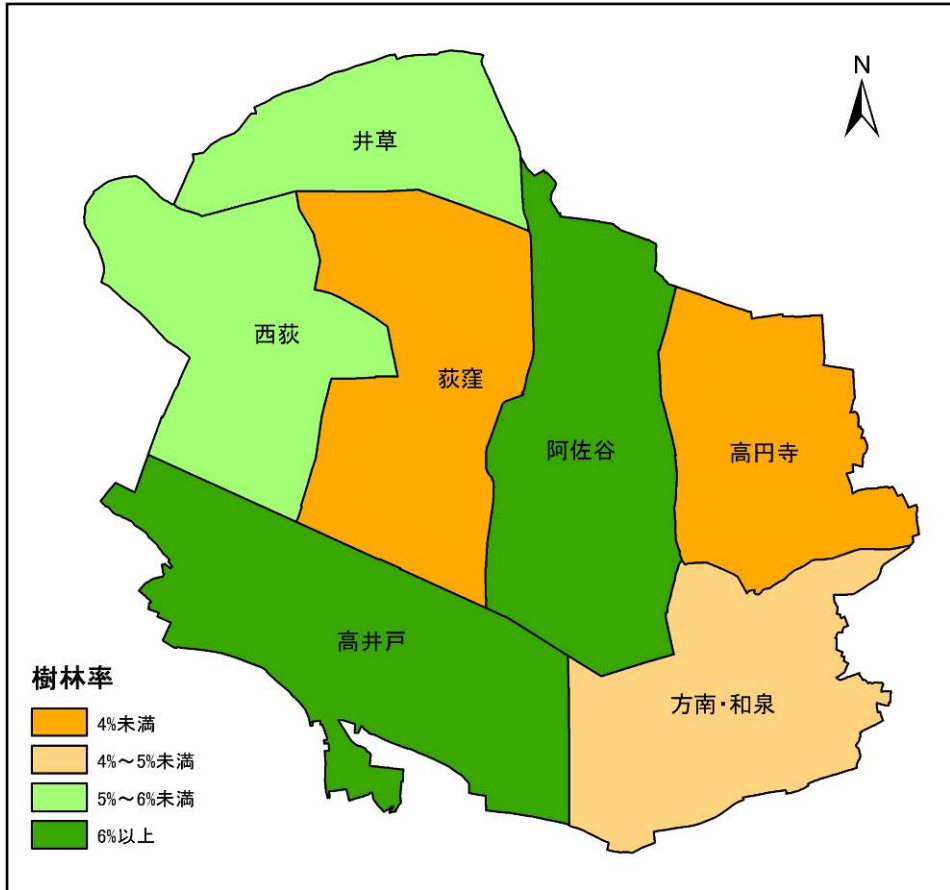 N
井草
西荻
荻窪
阿佐谷
高円寺
高井戸
方南・和泉
樹林率
4%未満
4%～5%未満
5%～6%未満
6%以上